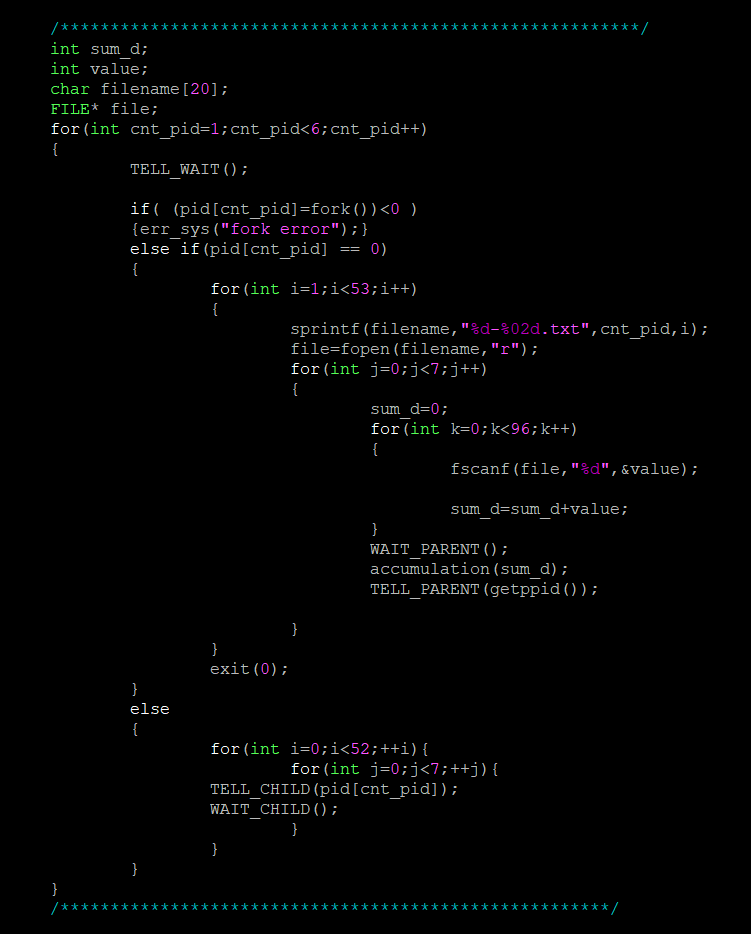 /**********************************************************/
int sum_d;
int value;
char filename[20];
FILE* file;
for(int cnt_pid=1;cnt_pid<6;cnt_pid++)
{
        TELL_WAIT();

        if( (pid[cnt_pid]=fork())<0 )
        {err_sys("fork error");}
        else if(pid[cnt_pid] == 0)
        {
                for(int i=1;i<53;i++)
                {
                        sprintf(filename,"%d-%02d.txt",cnt_pid,i);
                        file=fopen(filename,"r");
                        for(int j=0;j<7;j++)
                        {
                                sum_d=0;
                                for(int k=0;k<96;k++)
                                {
                                        fscanf(file,"%d",&value);

                                        sum_d=sum_d+value;
                                }
                                WAIT_PARENT();
                                accumulation(sum_d);
                                TELL_PARENT(getppid());

                        }
                }
                exit(0);
        }
        else
        {
                for(int i=0;i<52;++i){
                        for(int j=0;j<7;++j){
                TELL_CHILD(pid[cnt_pid]);
                WAIT_CHILD();
                        }
                }
        }
}
/*******************************************************/